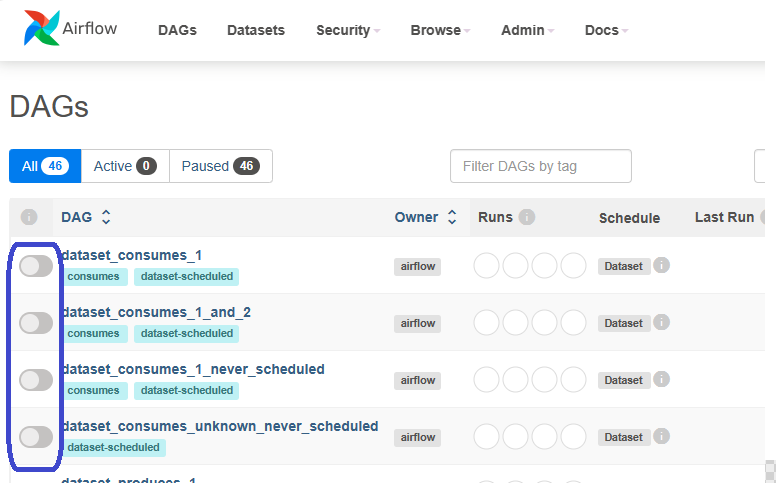 Airflow DAGs Datasets Security Browse Admin Docs
DAGs
All 46 Active 0 Paused 46 Filter DAGs by tag
i DAG Owner Runs i Schedule Last Run
dataset_consumes_1
consumes dataset-scheduled airflow Dataset i
dataset_consumes_1_and_2
consumes dataset-scheduled airflow Dataset i
dataset_consumes_1_never_scheduled
consumes dataset-scheduled airflow Dataset i
dataset_consumes_unknown_never_scheduled
dataset-scheduled airflow Dataset i
dataset_produces_1